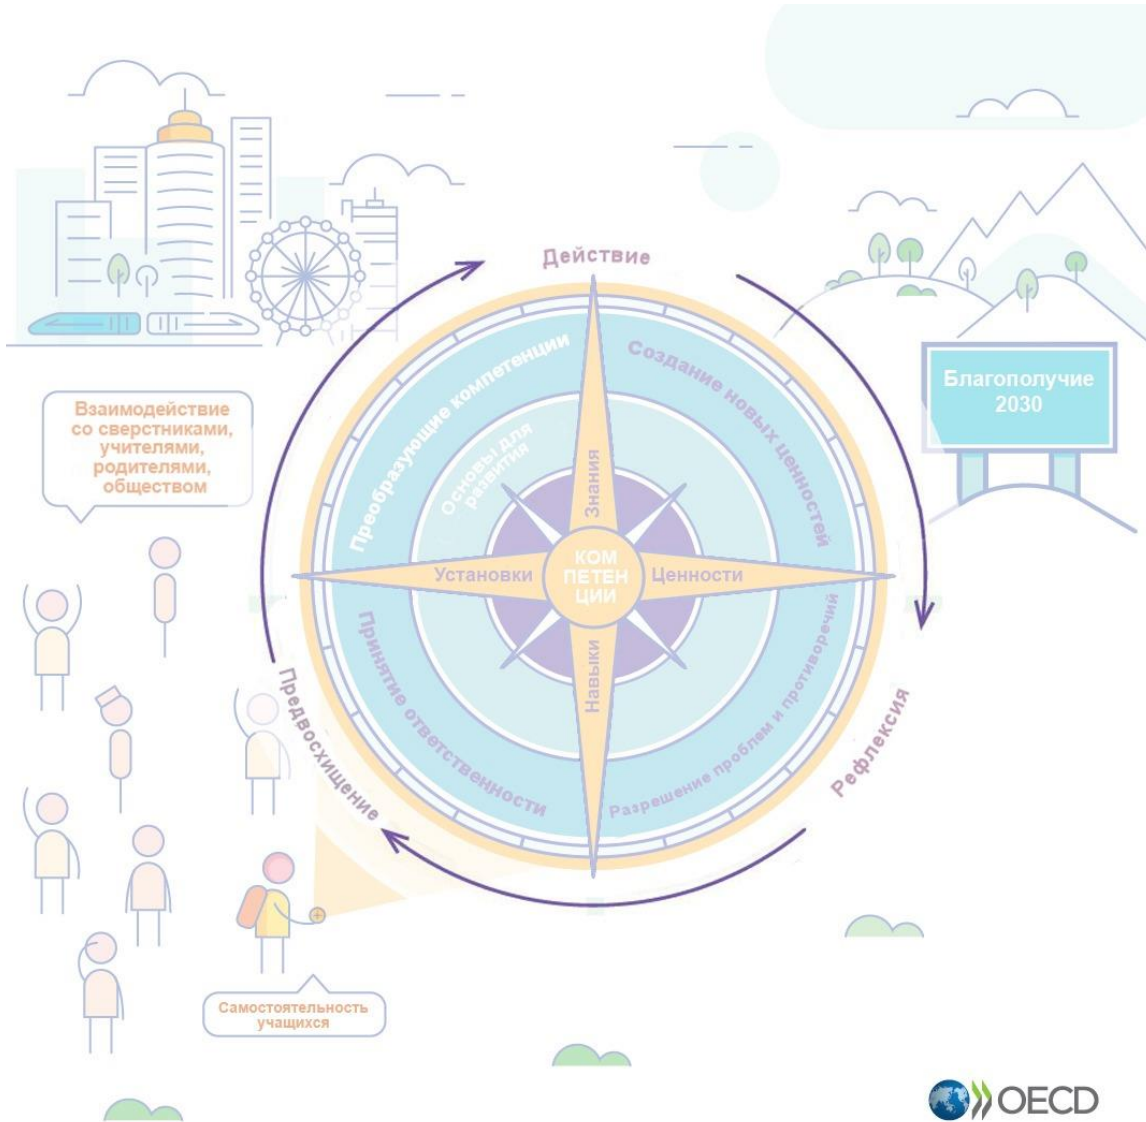 Действие
Создание новых ценностей
Преобразующие компетенции
Благополучие
2030
Взаимодействие
со сверстниками,
учителями,
родителями,
обществом
Основы для
развития
Знания
Установки
КОМ
ПЕТЕН
ЦИИ
Ценности
Навыки
Принятие ответственности
Разрешение проблем и противоречий
Предвосхищение
Рефлексия
Самостоятельность
учащихся
OECD